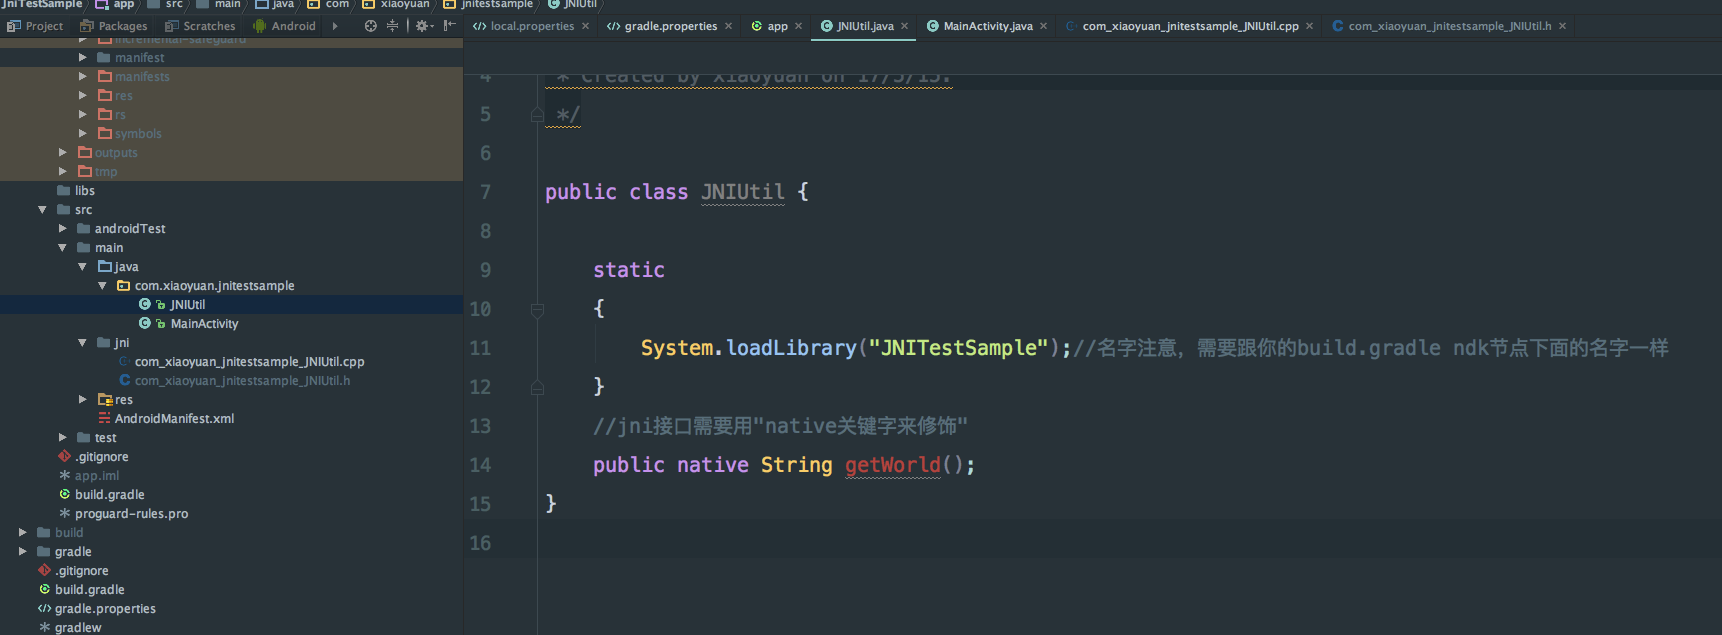 JniTestSample app src main java com xiaoyuan jnitestsample JNIUtil
Project Packages Scratches Android
local.properties gradle.properties app JNIUtil.java MainActivity.java com_xiaoyuan_jnitestsample_JNIUtil.cpp com_xiaoyuan_jnitestsample_JNIUtil.h
incremental-safeguard
manifest
manifests
res
rs
symbols
outputs
tmp
libs
src
androidTest
main
java
com.xiaoyuan.jnitestsample
JNIUtil
MainActivity
jni
com_xiaoyuan_jnitestsample_JNIUtil.cpp
com_xiaoyuan_jnitestsample_JNIUtil.h
res
AndroidManifest.xml
test
.gitignore
app.iml
build.gradle
proguard-rules.pro
build
gradle
.gitignore
build.gradle
gradle.properties
gradlew
4 * Created by xiaoyuan on 17/3/13.
5 */
6
7 public class JNIUtil {
8
9 static
10 {
11 System.loadLibrary("JNITestSample");//名字注意，需要跟你的build.gradle ndk节点下面的名字一样
12 }
13 //jni接口需要用"native关键字来修饰"
14 public native String getWorld();
15 }
16